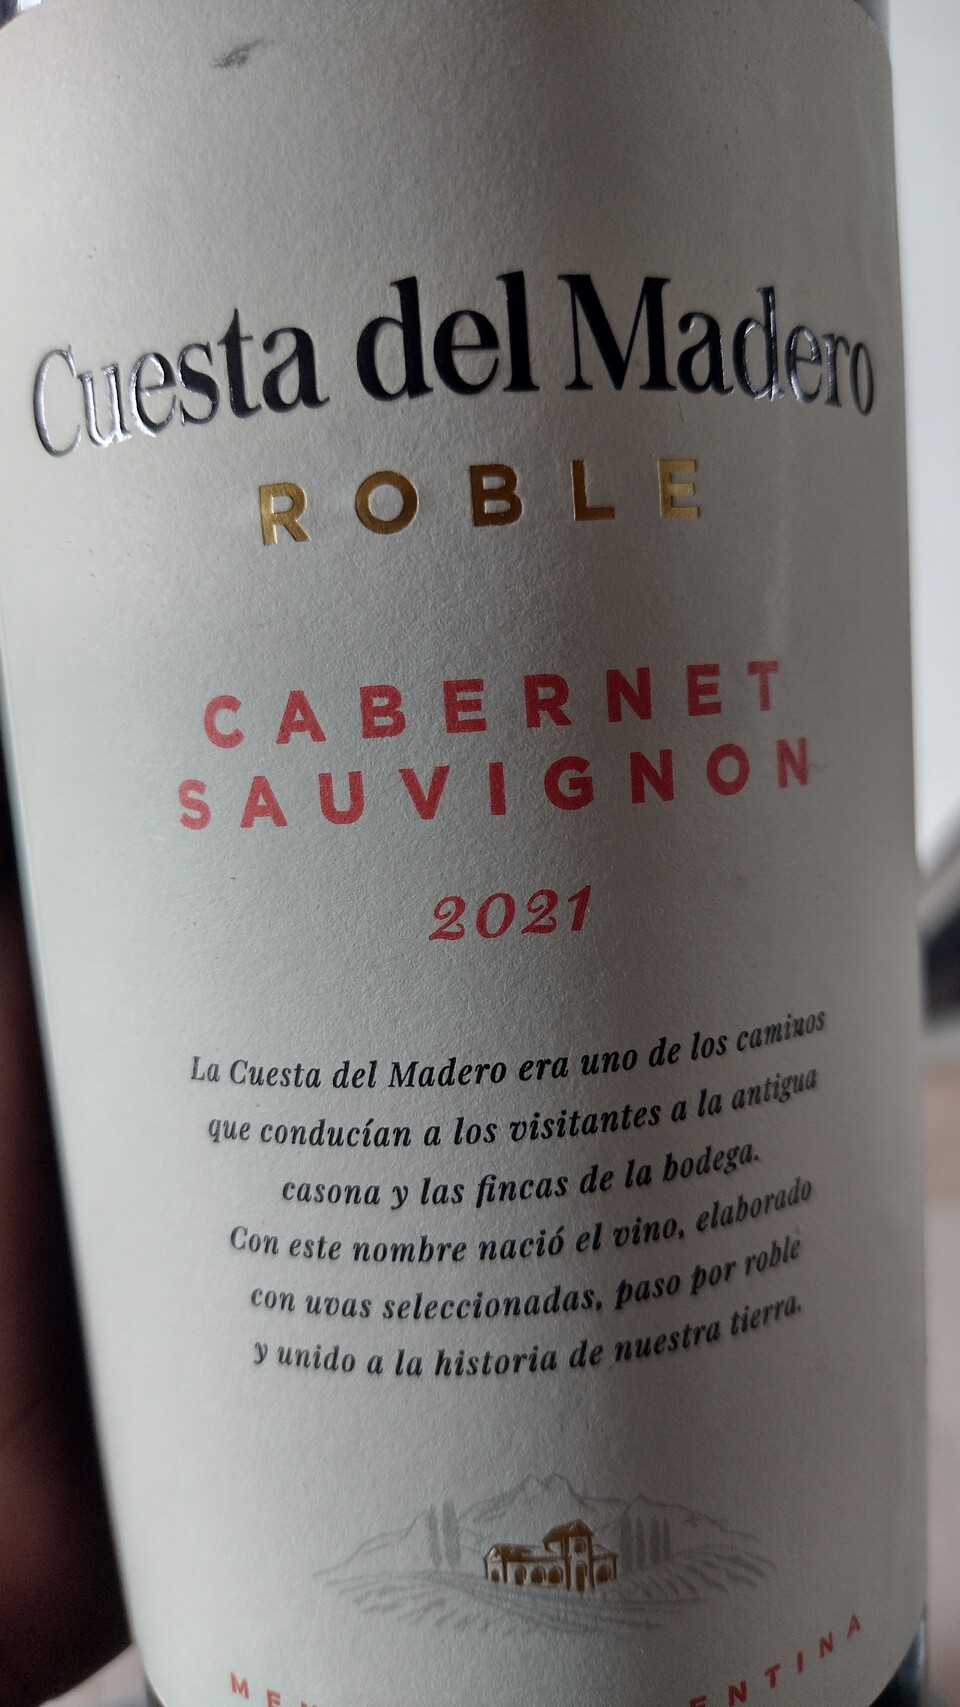 Cuesta del Madero
ROBLE
CABERNET
SAUVIGNON
2021
La Cuesta del Madero era uno de los caminos
que conducían a los visitantes a la antigua
casona y las fincas de la bodega.
Con este nombre nació el vino, elaborado
con uvas seleccionadas, paso por roble
y unido a la historia de nuestra tierra.